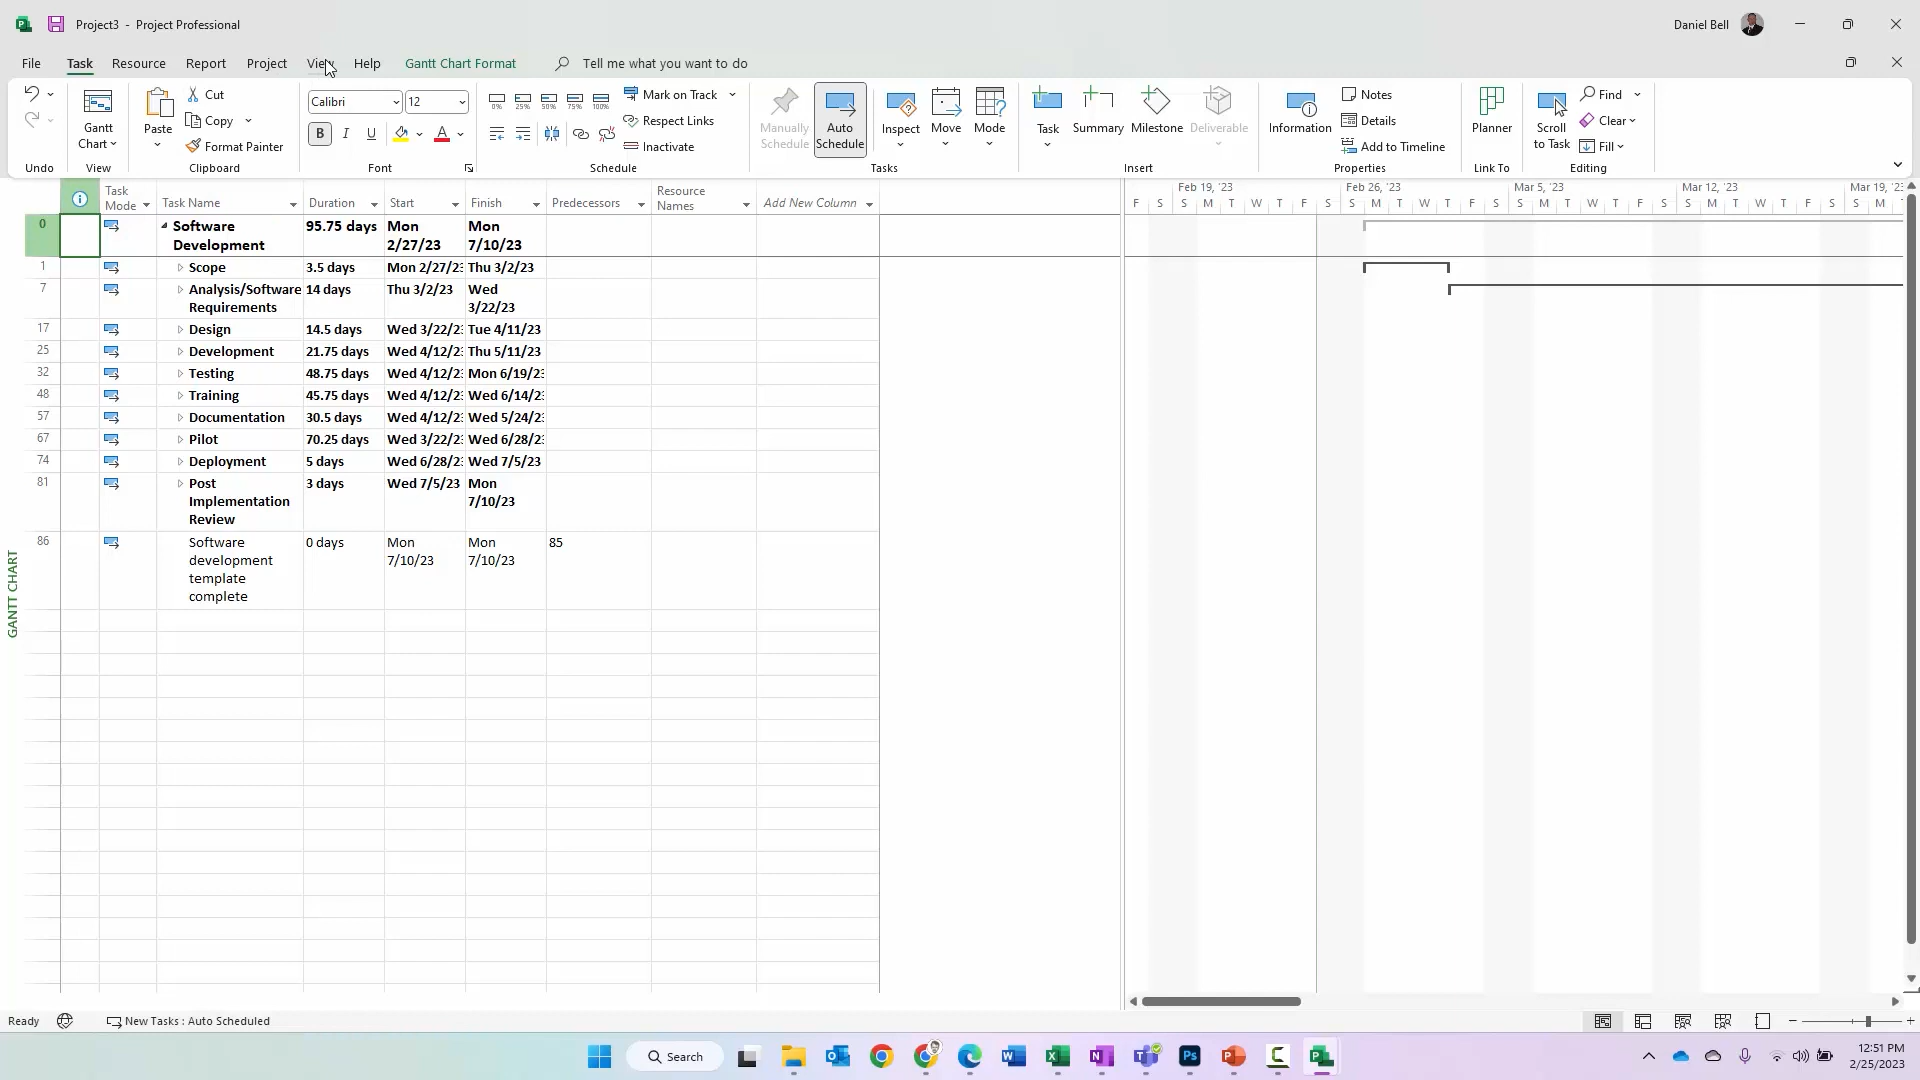 Project3 - Project Professional
Daniel Bell
File Task Resource Report Project View Help Gantt Chart Format Tell me what you want to do
Undo
Gantt
Chart
View
Paste
Cut
Copy
Format Painter
Clipboard
Calibri 12
B I U A
Font
0% 25% 50% 75% 100%
Mark on Track
Respect Links
Inactivate
Schedule
Manually
Schedule
Auto
Schedule
Inspect
Move
Mode
Tasks
Task
Summary
Milestone
Deliverable
Insert
Information
Notes
Details
Add to Timeline
Properties
Planner
Link To
Scroll
to Task
Find
Clear
Fill
Editing
Task
Mode
Task Name
Duration
Start
Finish
Predecessors
Resource
Names
Add New Column
Feb 19, '23 Feb 26, '23 Mar 5, '23 Mar 12, '23 Mar 19, '23
F S S M T W T F S S M T W T F S S M T W T F S S M T W T F S S M T
0 Software
Development
95.75 days
Mon
2/27/23
Mon
7/10/23
1 Scope 3.5 days Mon 2/27/23 Thu 3/2/23
7 Analysis/Software
Requirements
14 days Thu 3/2/23
Wed
3/22/23
17 Design 14.5 days Wed 3/22/23 Tue 4/11/23
25 Development 21.75 days Wed 4/12/23 Thu 5/11/23
32 Testing 48.75 days Wed 4/12/23 Mon 6/19/23
48 Training 45.75 days Wed 4/12/23 Wed 6/14/23
57 Documentation 30.5 days Wed 4/12/23 Wed 5/24/23
67 Pilot 70.25 days Wed 3/22/23 Wed 6/28/23
74 Deployment 5 days Wed 6/28/23 Wed 7/5/23
81 Post
Implementation
Review
3 days Wed 7/5/23
Mon
7/10/23
86 Software
development
template
complete
0 days
Mon
7/10/23
Mon
7/10/23
85
GANTT CHART
Ready New Tasks : Auto Scheduled
Search
12:51 PM
2/25/2023